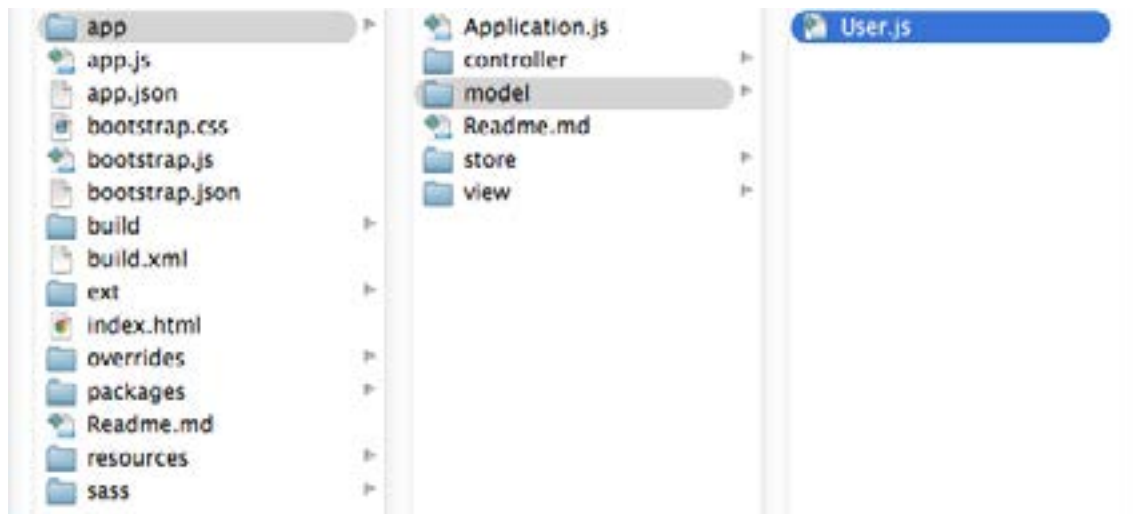 app
app.js
app.json
bootstrap.css
bootstrap.js
bootstrap.json
build
build.xml
ext
index.html
overrides
packages
Readme.md
resources
sass
Application.js
controller
model
Readme.md
store
view
User.js